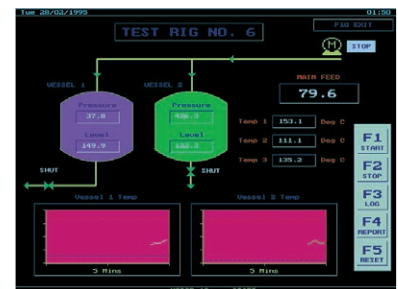 Tue 28/02/1995
01:50
F10 EXIT
TEST RIG NO. 6
M
STOP
MAIN FEED
79.6
VESSEL 1
VESSEL 2
Pressure
37.8
Level
149.9
Pressure
Level
Temp 1 153.1 Deg C
Temp 2 111.1 Deg C
Temp 3 135.2 Deg C
SHUT
SHUT
F1
START
F2
STOP
F3
LOG
F4
REPORT
F5
RESET
Vessel 1 Temp
Vessel 2 Temp
5 Mins
5 Mins